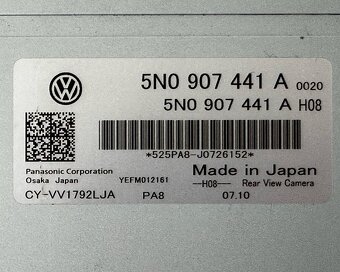 5N0 907 441 A 0020
5N0 907 441 A H08
*525PA8-J0726152*
Panasonic Corporation
Osaka Japan YEFM012161
Made in Japan
—H08— Rear View Camera
CY-VV1792LJA PA8 07.10